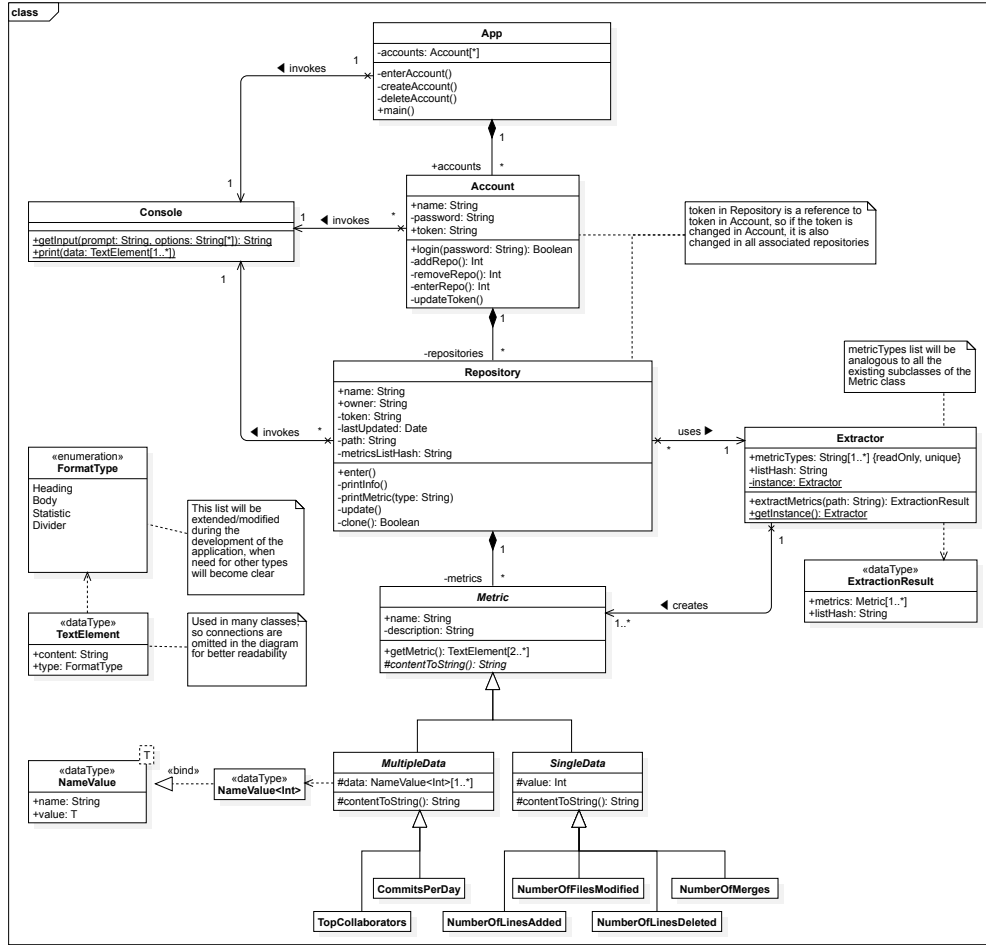 class
App
-accounts: Account[*]
-enterAccount()
-createAccount()
-deleteAccount()
+main()
1
◀ invokes
1
1
+accounts
*
Account
+name: String
-password: String
+token: String
+login(password: String): Boolean
-addRepo(): Int
-removeRepo(): Int
-enterRepo(): Int
-updateToken()
token in Repository is a reference to
token in Account, so if the token is
changed in Account, it is also
changed in all associated repositories
1
Console
+getInput(prompt: String, options: String[*]): String
+print(data: TextElement[1..*])
1
◀ invokes
*
1
1
-repositories
*
Repository
+name: String
+owner: String
-token: String
-lastUpdated: Date
-path: String
-metricsListHash: String
+enter()
-printInfo()
-printMetric(type: String)
-update()
-clone(): Boolean
◀ invokes
*
uses ▶
*
1
metricTypes list will be
analogous to all the
existing subclasses of the
Metric class
Extractor
+metricTypes: String[1..*] {readOnly, unique}
+listHash: String
-instance: Extractor
+extractMetrics(path: String): ExtractionResult
+getInstance(): Extractor
1
«enumeration»
FormatType
Heading
Body
Statistic
Divider
This list will be
extended/modified
during the
development of the
application, when
need for other types
will become clear
«dataType»
ExtractionResult
+metrics: Metric[1..*]
+listHash: String
1
-metrics
*
◀ creates
1..*
Metric
+name: String
-description: String
+getMetric(): TextElement[2..*]
#contentToString(): String
«dataType»
TextElement
+content: String
+type: FormatType
Used in many classes,
so connections are
omitted in the diagram
for better readability
T
«dataType»
NameValue
+name: String
+value: T
«bind»
«dataType»
NameValue<Int>
MultipleData
#data: NameValue<Int>[1..*]
#contentToString(): String
SingleData
#value: Int
#contentToString(): String
CommitsPerDay
NumberOfFilesModified
NumberOfMerges
TopCollaborators
NumberOfLinesAdded
NumberOfLinesDeleted